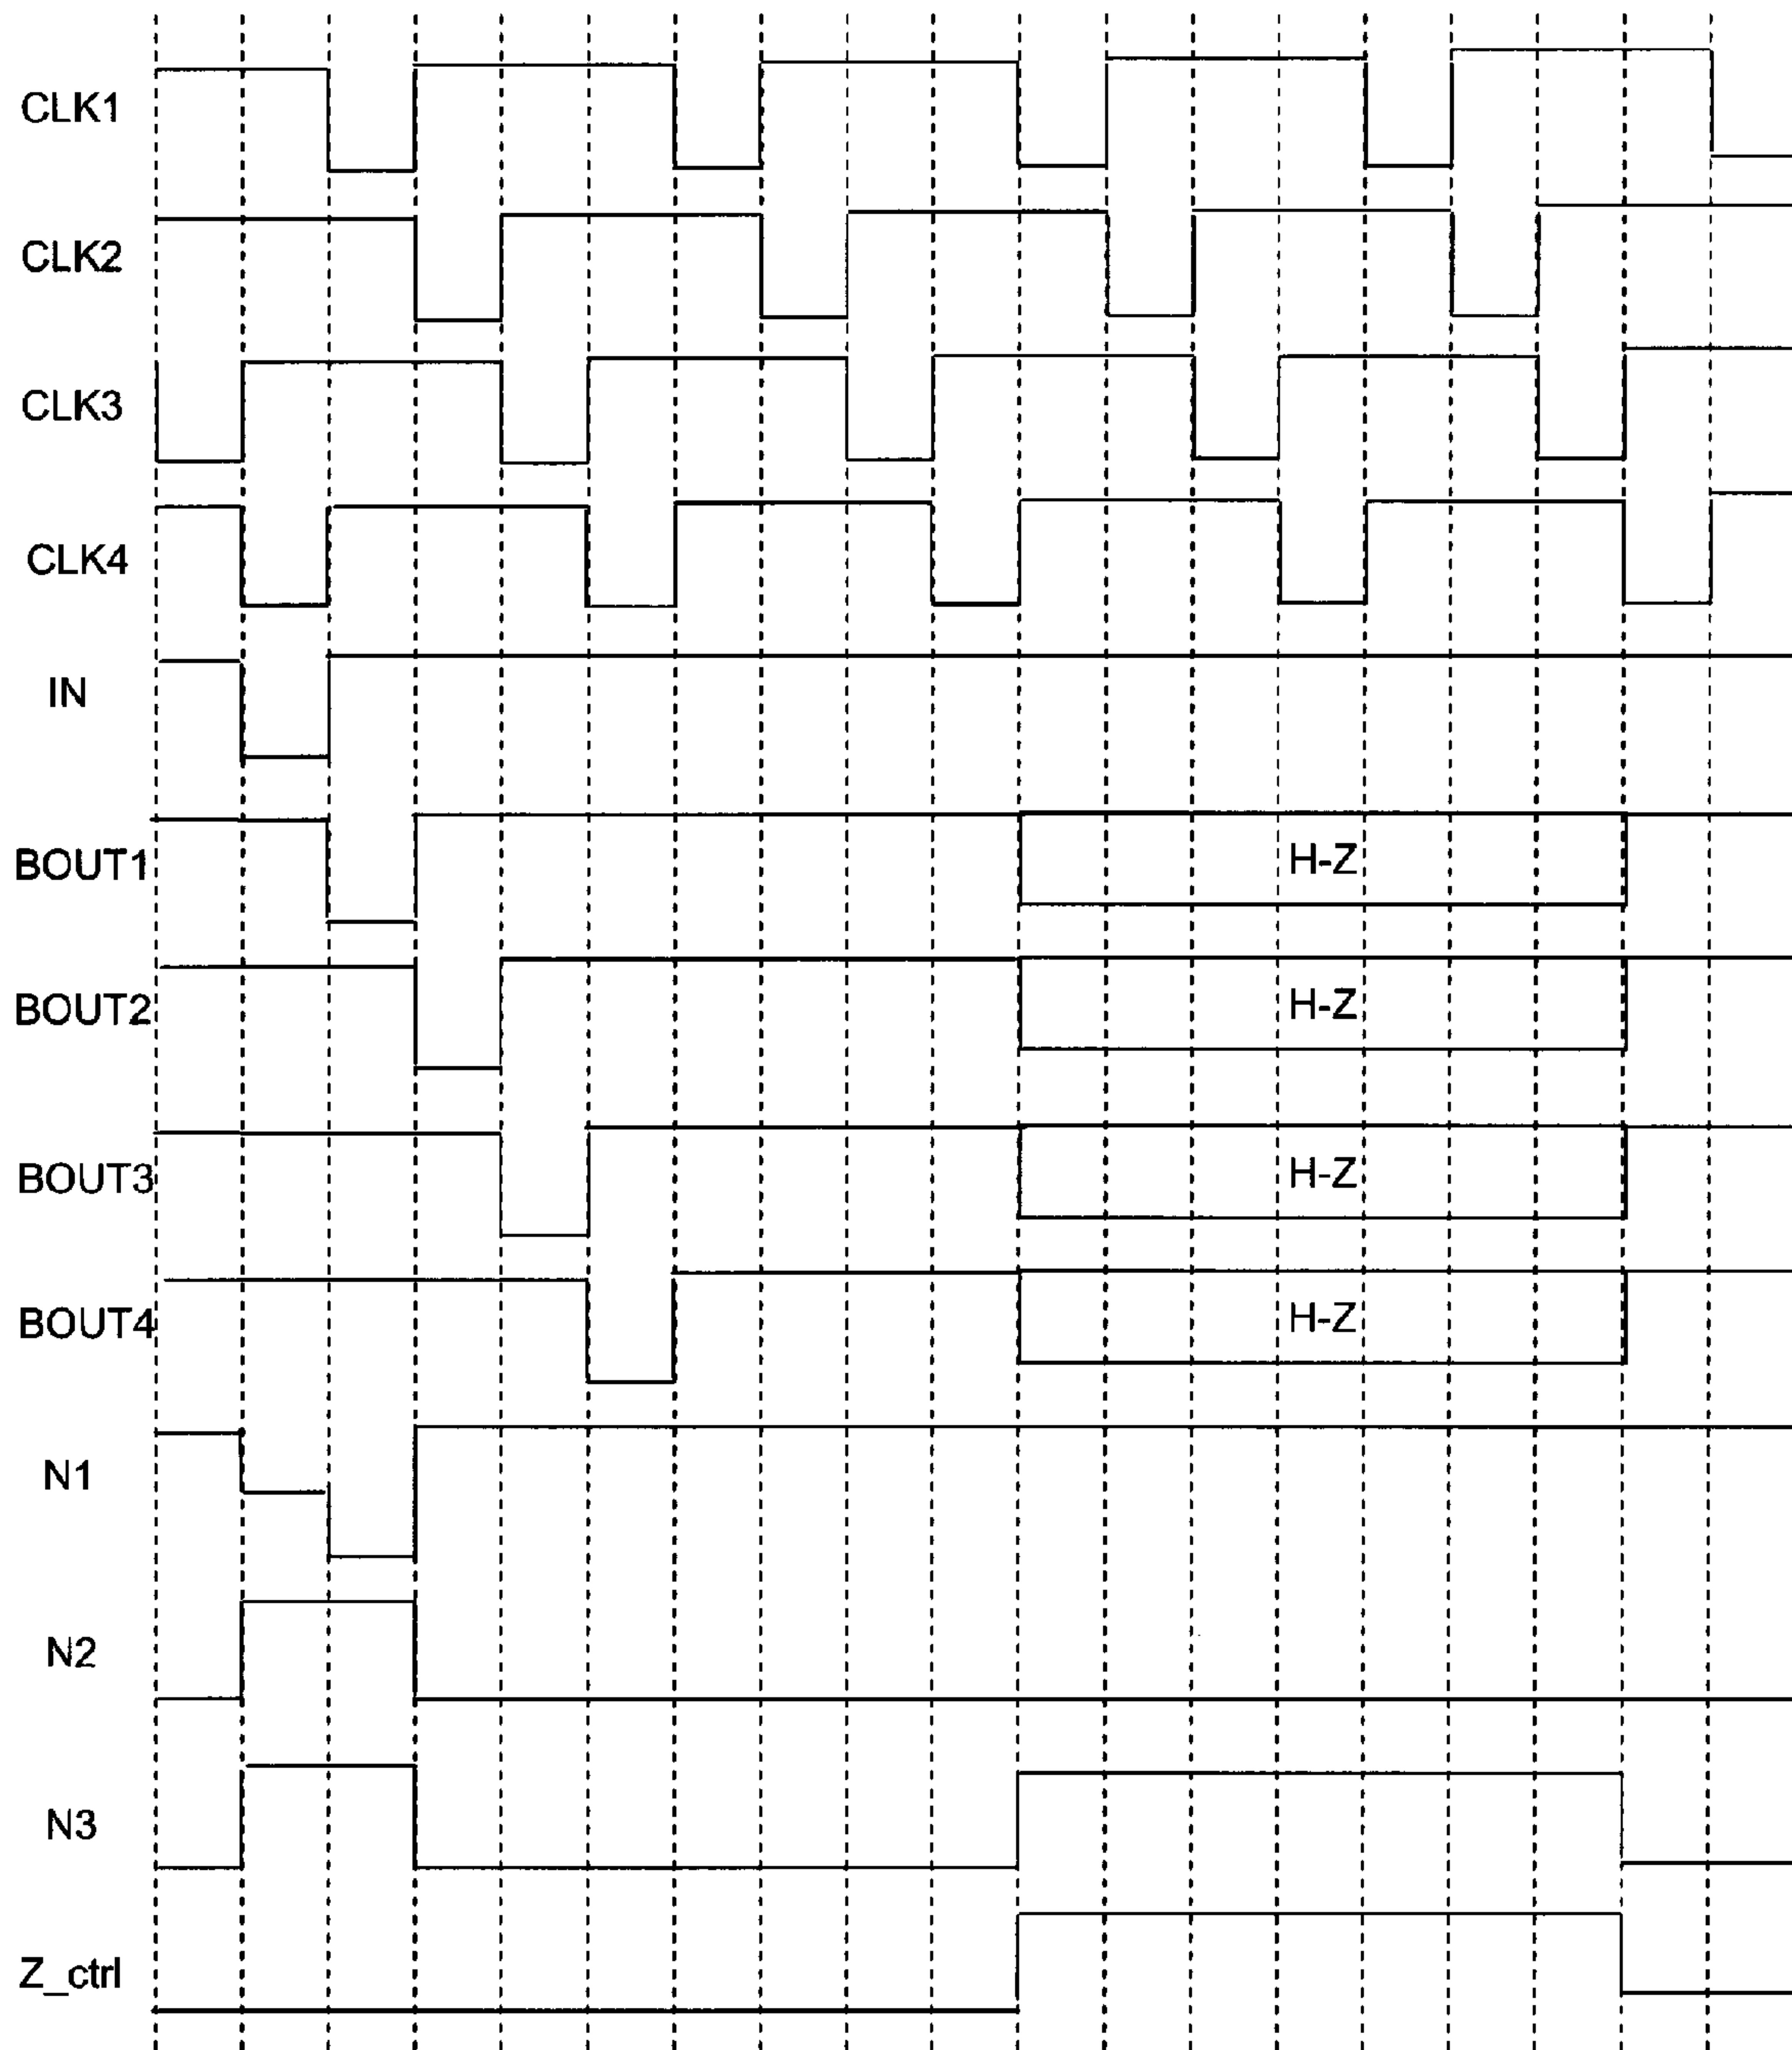 CLK1
CLK2
CLK3
CLK4
IN
BOUT1
H-Z
BOUT2
H-Z
BOUT3
H-Z
BOUT4
H-Z
N1
N2
N3
Z_ctrl